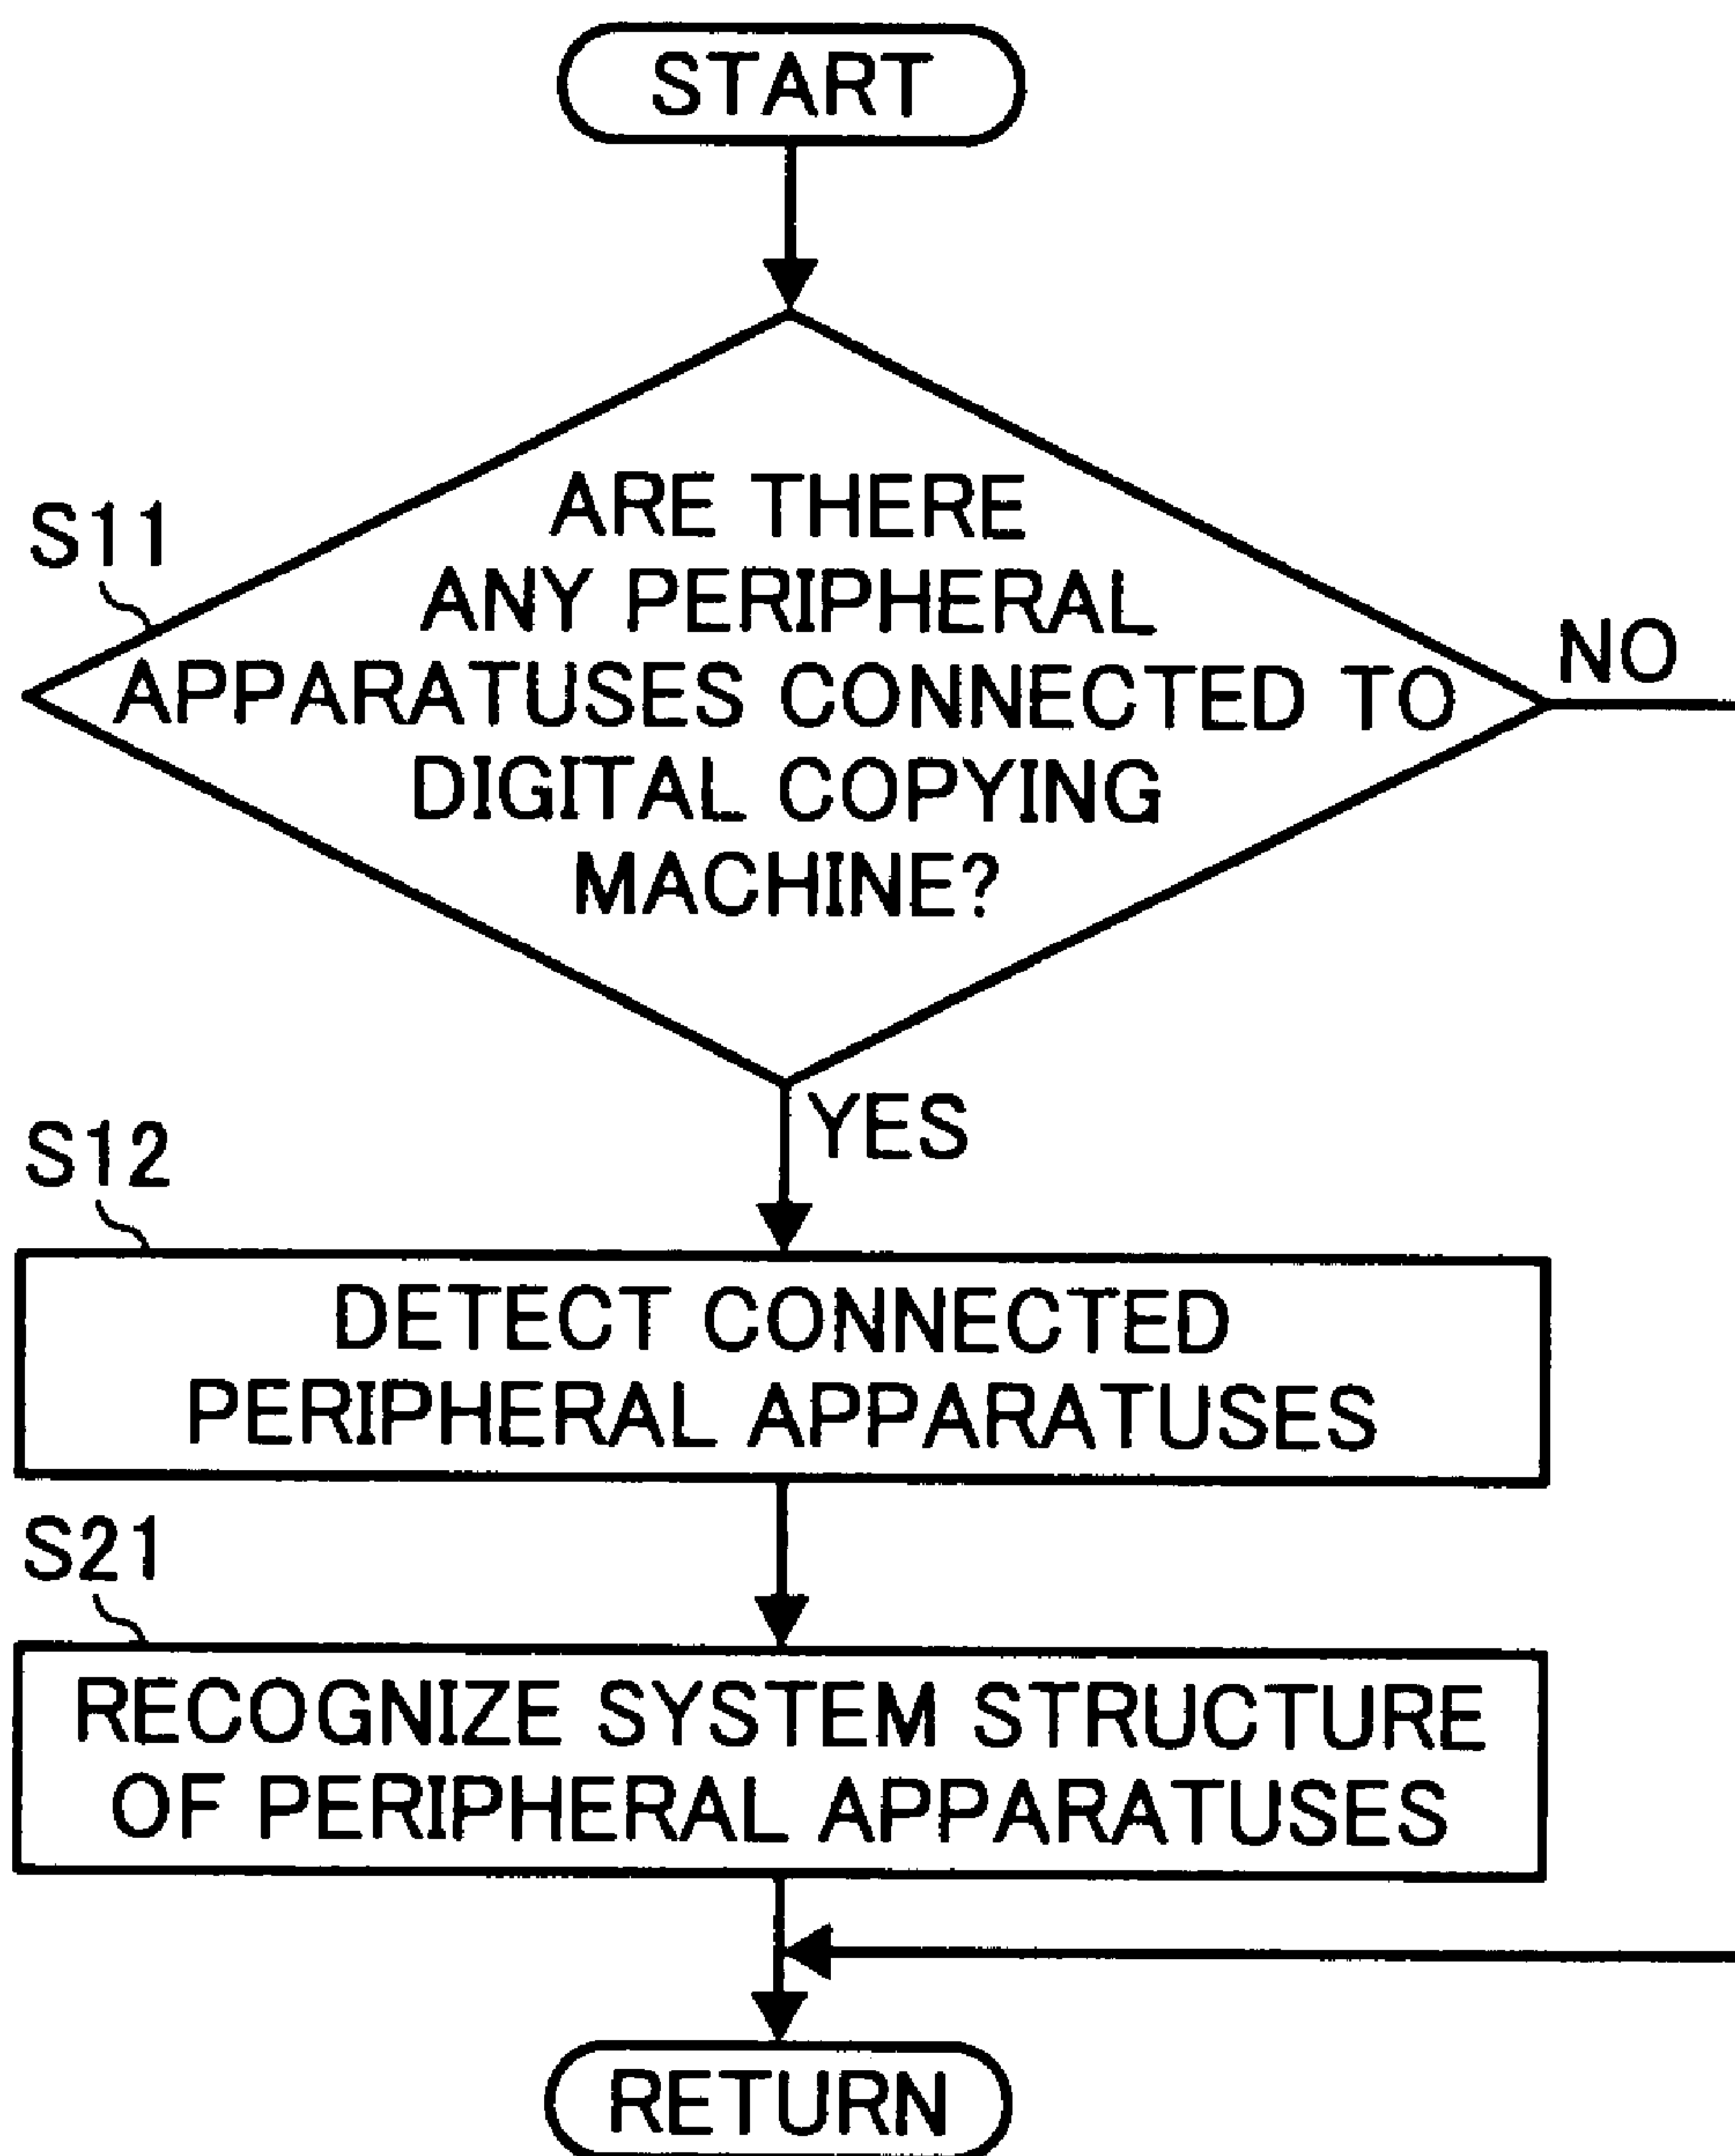 START
S11
ARE THERE
ANY PERIPHERAL
APPARATUSES CONNECTED TO
DIGITAL COPYING
MACHINE?
NO
YES
S12
DETECT CONNECTED
PERIPHERAL APPARATUSES
S21
RECOGNIZE SYSTEM STRUCTURE
OF PERIPHERAL APPARATUSES
RETURN